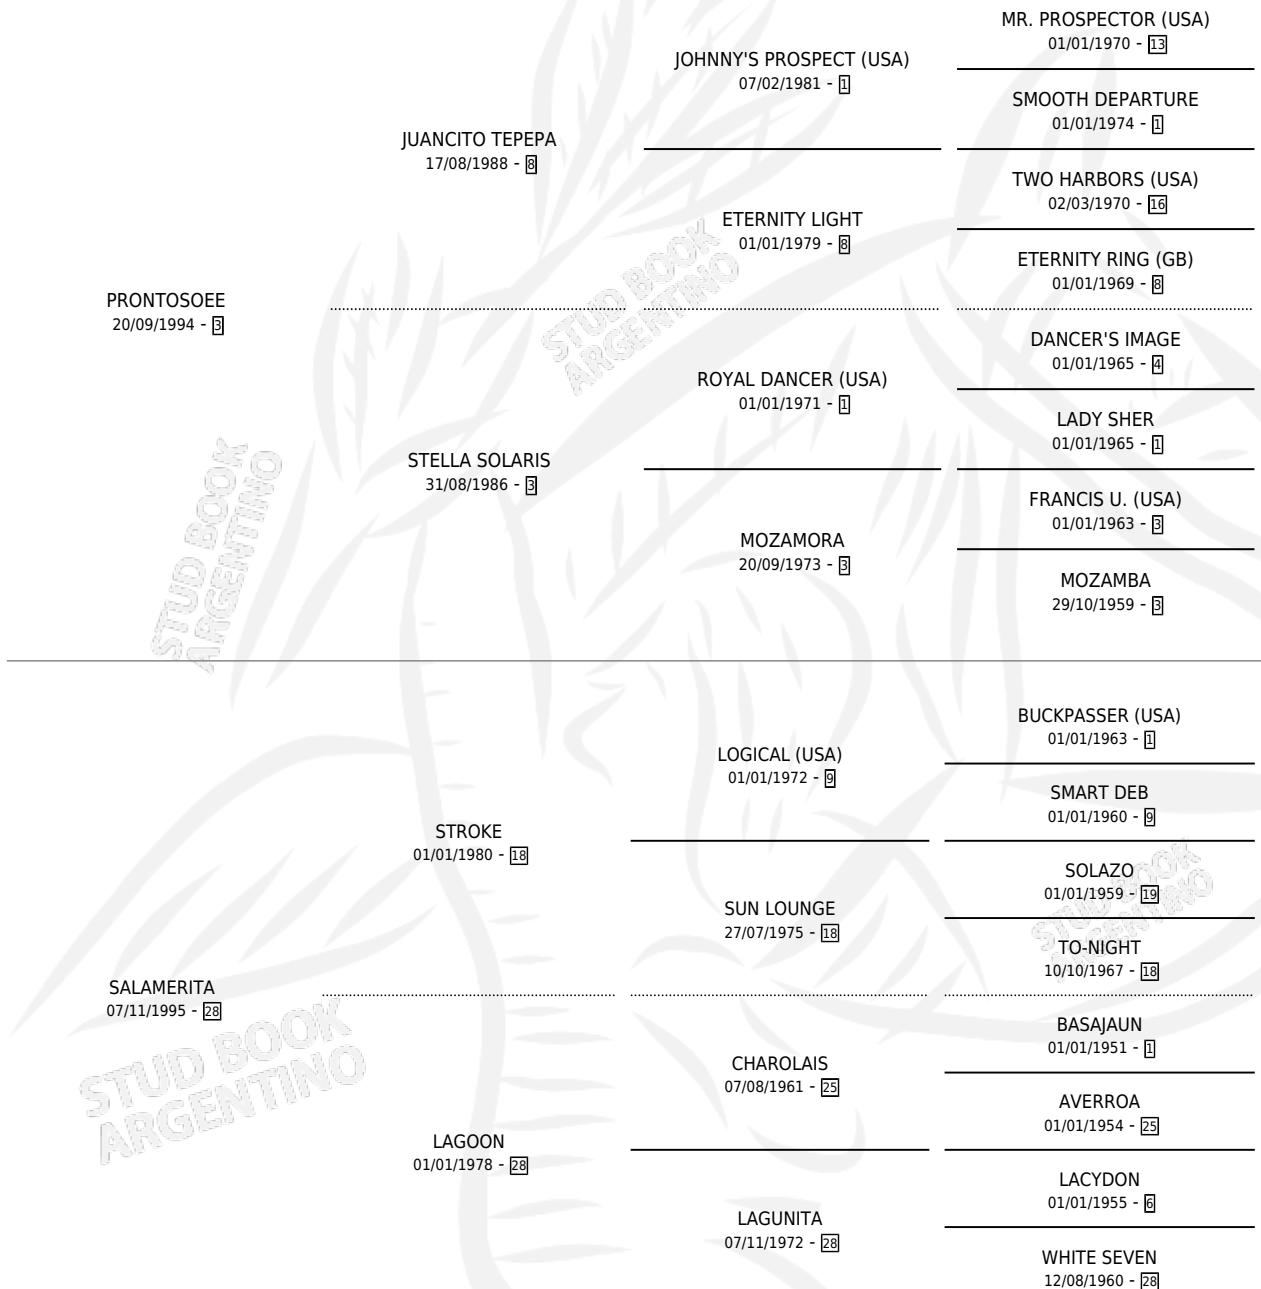 MR. PROSPECTOR (USA)
01/01/1970 - 13
JOHNNY'S PROSPECT (USA)
07/02/1981 - 1
SMOOTH DEPARTURE
01/01/1974 - 1
JUANCITO TEPEPA
17/08/1988 - 8
TWO HARBORS (USA)
02/03/1970 - 16
ETERNITY LIGHT
01/01/1979 - 8
ETERNITY RING (GB)
01/01/1969 - 8
PRONTOSOEE
20/09/1994 - 3
STUD BOOK
ARGENTINO
DANCER'S IMAGE
01/01/1965 - 4
ROYAL DANCER (USA)
01/01/1971 - 1
LADY SHER
01/01/1965 - 1
STELLA SOLARIS
31/08/1986 - 3
FRANCIS U. (USA)
01/01/1963 - 3
MOZAMORA
20/09/1973 - 3
MOZAMBA
29/10/1959 - 3
STUD BOOK
ARGENTINO
BUCKPASSER (USA)
01/01/1963 - 1
LOGICAL (USA)
01/01/1972 - 9
SMART DEB
01/01/1960 - 9
STROKE
01/01/1980 - 18
SOLAZO
01/01/1959 - 19
SUN LOUNGE
27/07/1975 - 18
STUD BOOK
ARGENTINO
TO-NIGHT
10/10/1967 - 18
SALAMERITA
07/11/1995 - 28
BASAJAUN
01/01/1951 - 1
CHAROLAIS
07/08/1961 - 25
STUD BOOK
ARGENTINO
AVERROA
01/01/1954 - 25
LAGOON
01/01/1978 - 28
LACYDON
01/01/1955 - 6
LAGUNITA
07/11/1972 - 28
WHITE SEVEN
12/08/1960 - 28